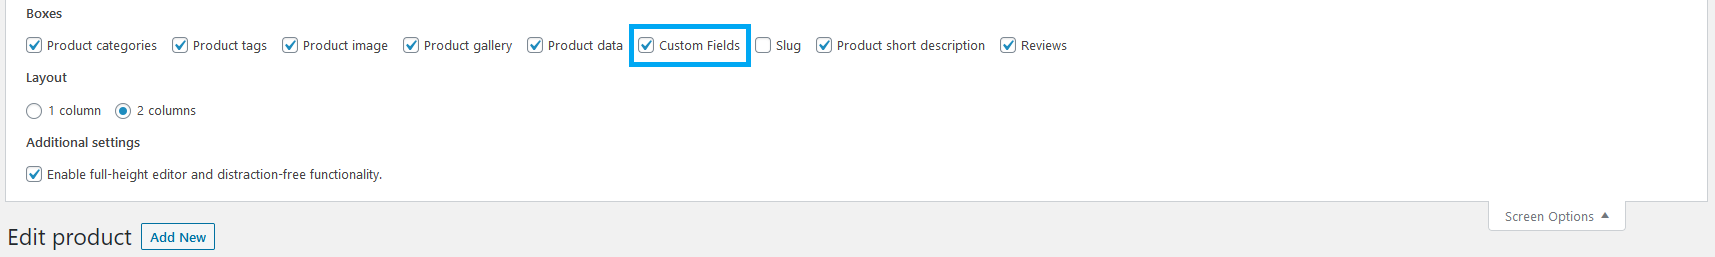 Boxes
Product categories Product tags Product image Product gallery Product data Custom Fields Slug Product short description Reviews
Layout
1 column 2 columns
Additional settings
Enable full-height editor and distraction-free functionality.
Screen Options
Edit product Add New